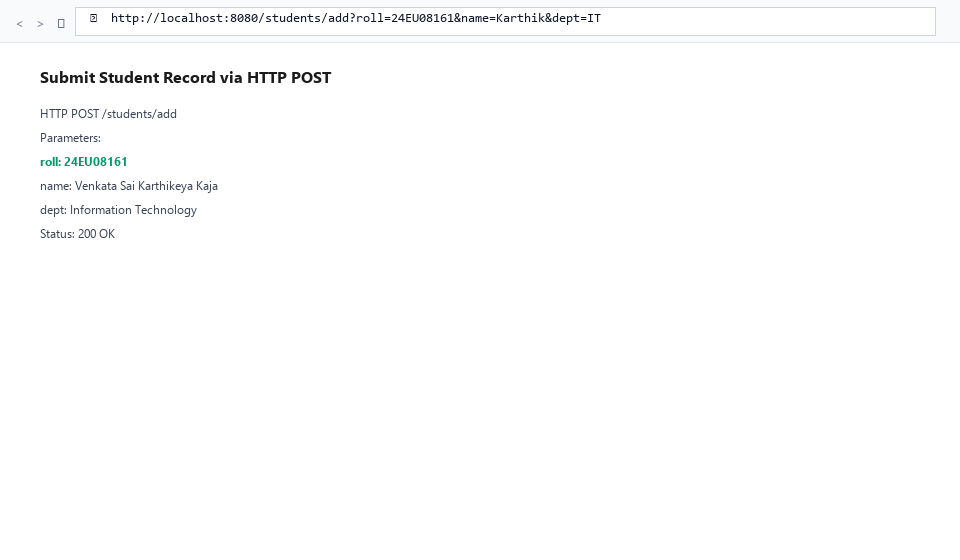 http://localhost:8080/students/add?roll=24EU08161&name=Karthik&dept=IT
Submit Student Record via HTTP POST
HTTP POST /students/add
Parameters:
roll: 24EU08161
name: Venkata Sai Karthikeya Kaja
dept: Information Technology
Status: 200 OK